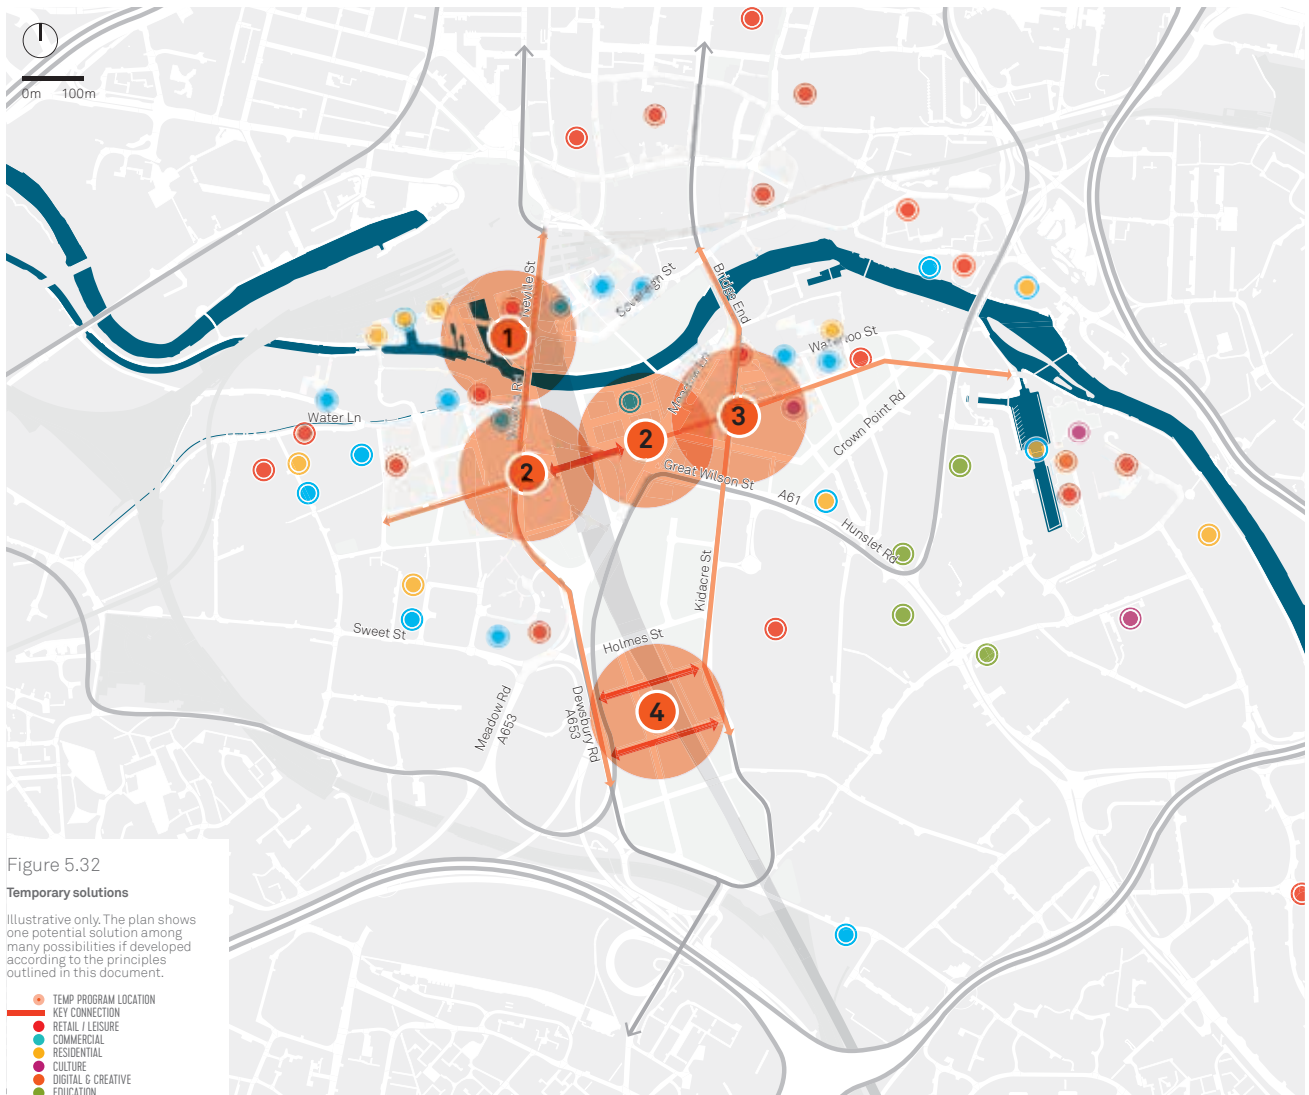 0m 100m
Neville St
Sovereign St
Bridge End
Waterloo St
1
Water Ln
Crown Point Rd
3
2
2
Great Wilson St
A61
Hunslet Rd
Kidacre St
Sweet St
Holmes St
Meadow Rd
A653
Dewsbury Rd
A653
4
Figure 5.32
Temporary solutions
Illustrative only. The plan shows
one potential solution among
many possibilities if developed
according to the principles
outlined in this document.
TEMP PROGRAM LOCATION
KEY CONNECTION
RETAIL / LEISURE
COMMERCIAL
RESIDENTIAL
CULTURE
DIGITAL & CREATIVE
EDUCATION